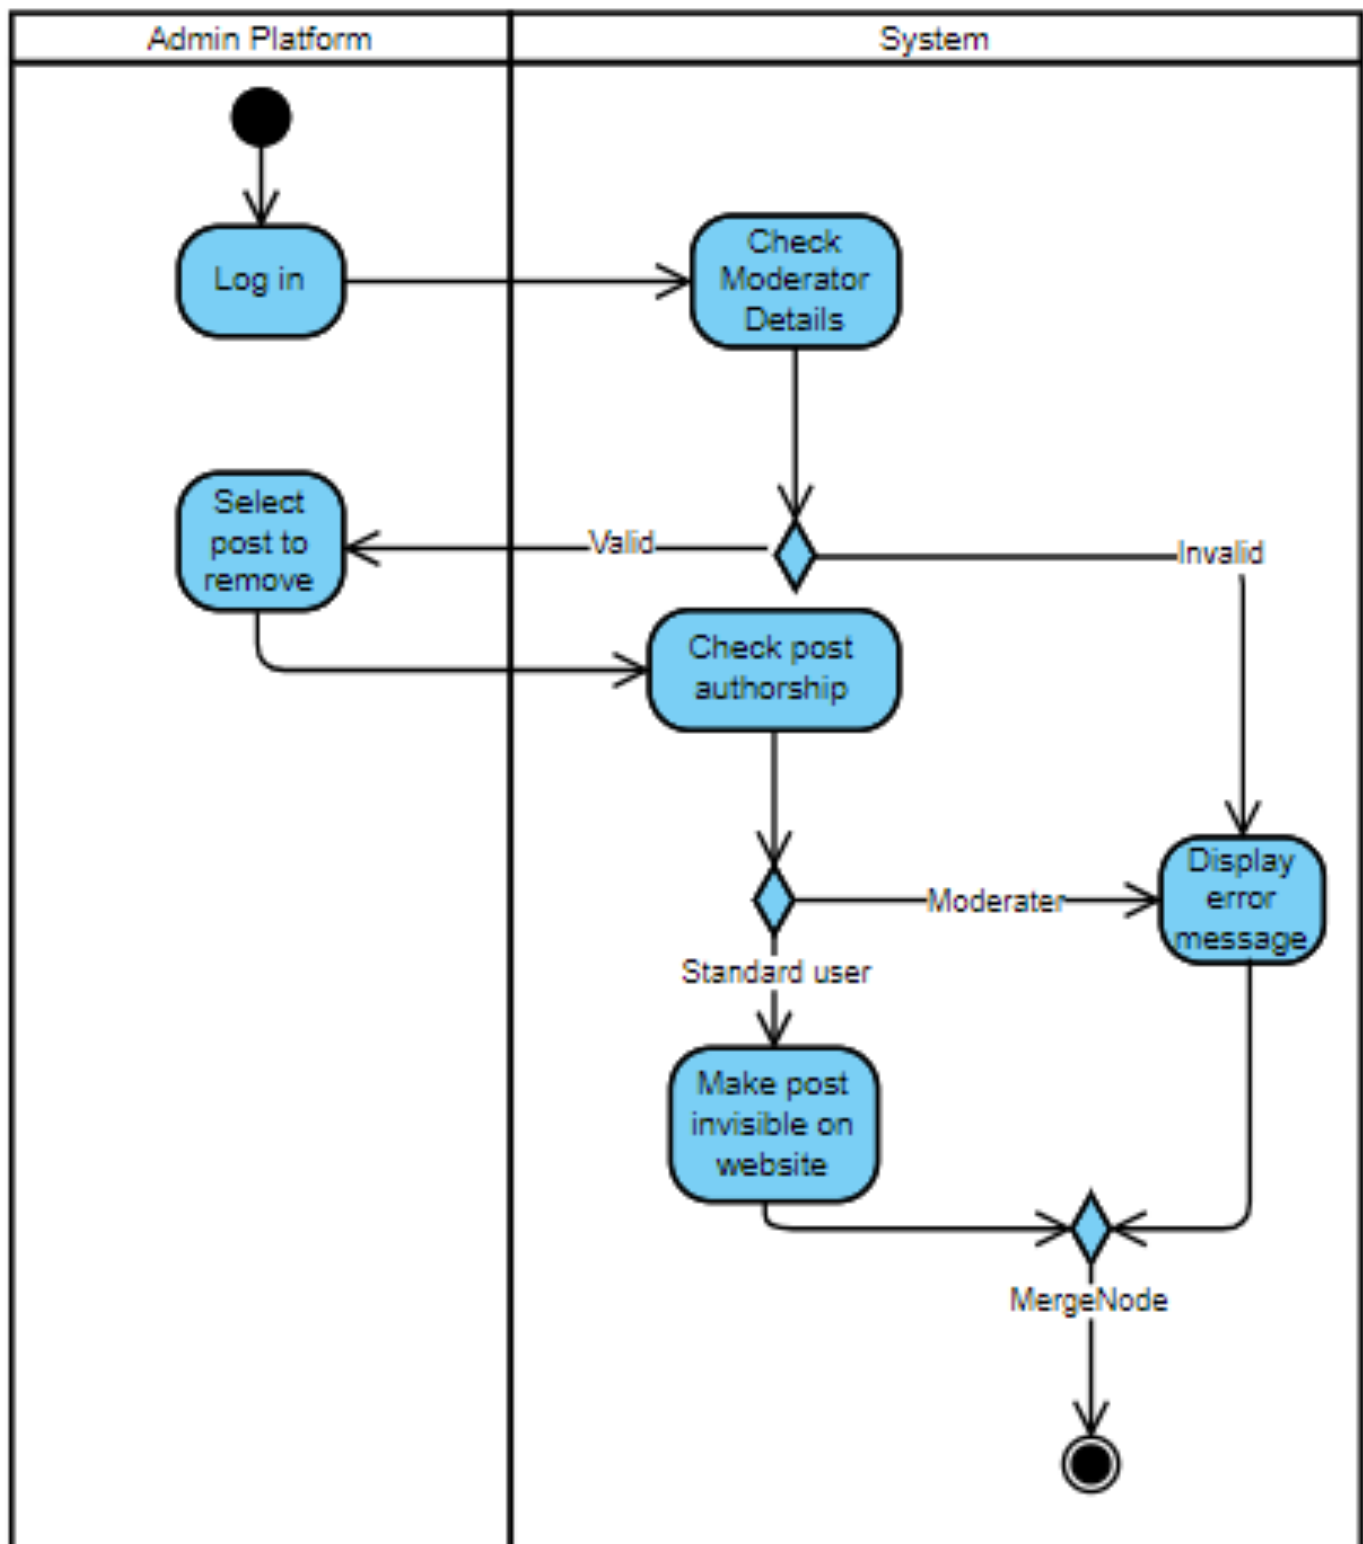 Admin Platform
System
Log in
Check
Moderator
Details
Select
post to
remove
Valid
Invalid
Check post
authorship
Display
error
message
Moderater
Standard user
Make post
invisible on
website
MergeNode